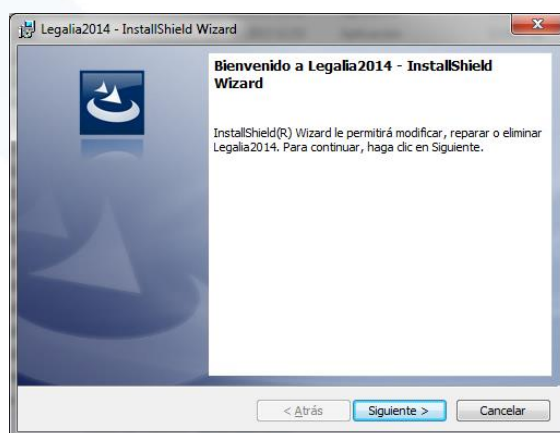 Legalia2014 - InstallShield Wizard
Bienvenido a Legalia2014 - InstallShield
Wizard
InstallShield(R) Wizard le permitirá modificar, reparar o eliminar
Legalia2014. Para continuar, haga clic en Siguiente.
< Atrás Siguiente > Cancelar